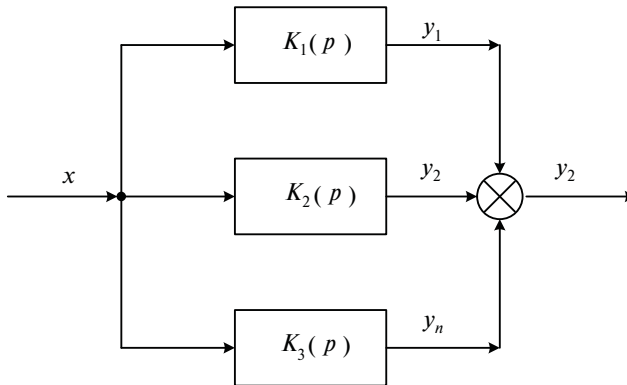 K₁(p)
y₁
x
K₂(p)
y₂
y₂
K₃(p)
yₙ